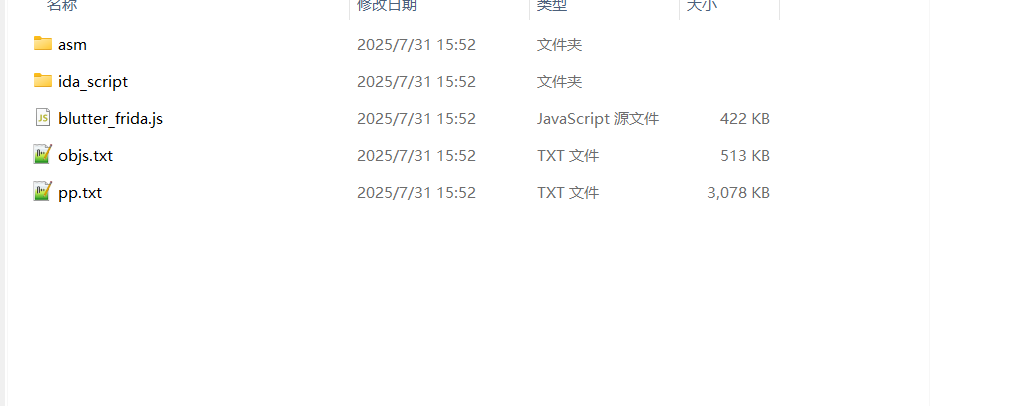 名称 修改日期 类型 大小
asm 2025/7/31 15:52 文件夹
ida_script 2025/7/31 15:52 文件夹
JS blutter_frida.js 2025/7/31 15:52 JavaScript 源文件 422 KB
objs.txt 2025/7/31 15:52 TXT 文件 513 KB
pp.txt 2025/7/31 15:52 TXT 文件 3,078 KB